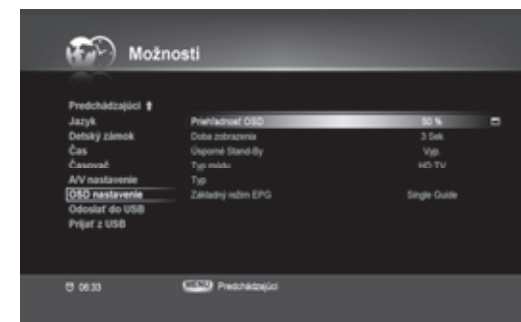 Možnosti
Predchádzajúci
Jazyk
Detský zámok
Čas
Časovač
A/V nastavenie
OSD nastavenie
Odoslať do USB
Prijať z USB
Priehľadnosť OSD 50 %
Doba zobrazenia 3 Sek
Úsporné Stand-By Vyp.
Typ módu HD TV
Typ
Základný režim EPG Single Guide
06:33 MENU Predchádzajúci